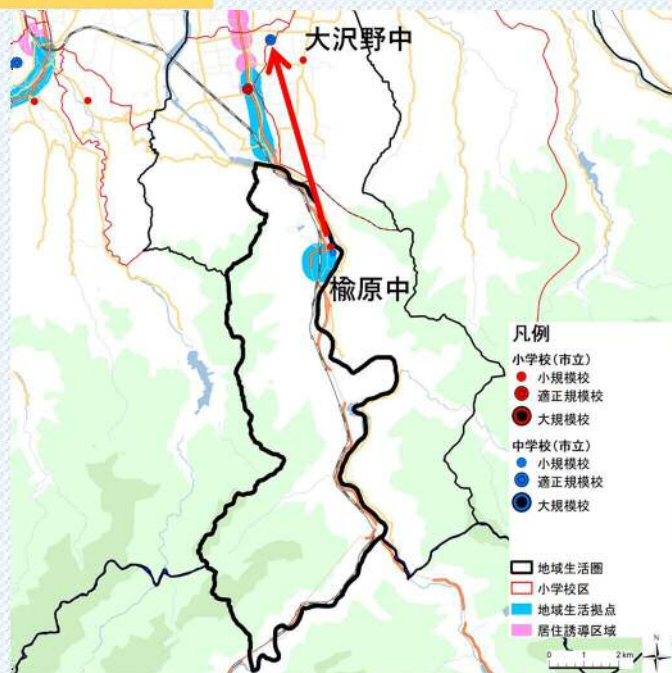 大沢野中
楡原中
凡例
小学校(市立)
小規模校
適正規模校
大規模校
中学校(市立)
小規模校
適正規模校
大規模校
地域生活圏
小学校区
地域生活拠点
居住誘導区域
N
0 1 2 km